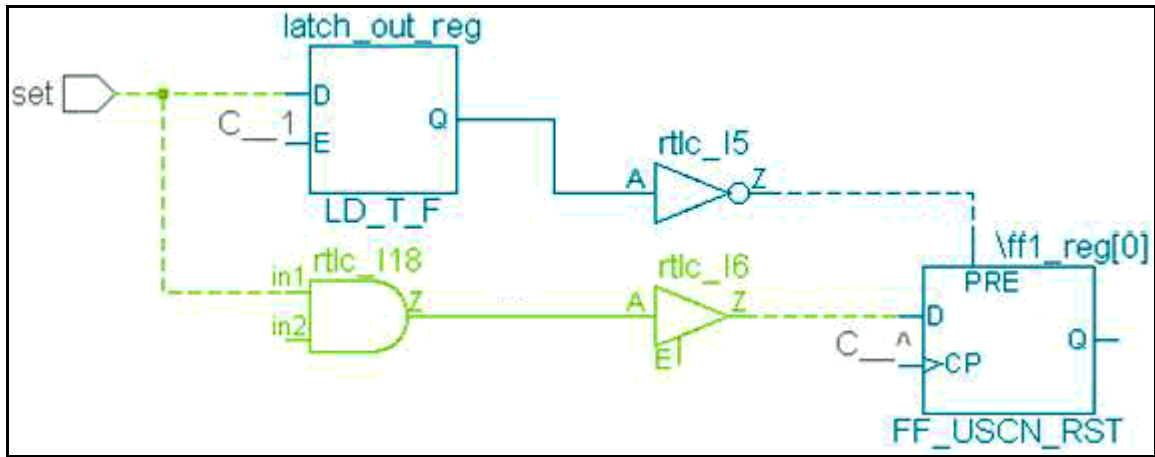 latch_out_reg
set
D
C__1
E
Q
LD_T_F
rtlc_I5
A
Z
\ff1_reg[0]
PRE
rtlc_I18
in1
in2
Z
rtlc_I6
A
Z
E
D
C__^
CP
Q
FF_USCN_RST